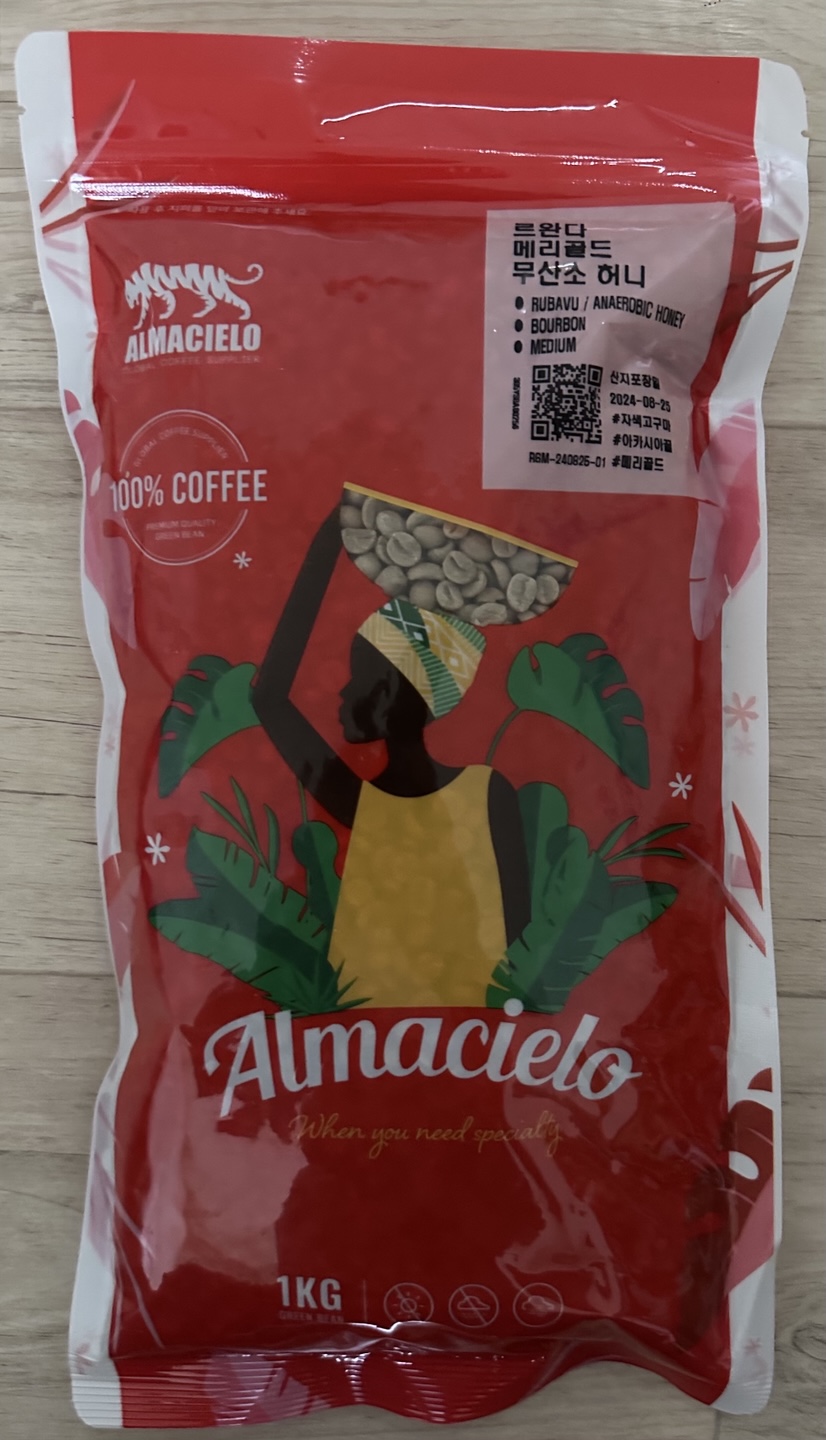 르완다
메리골드
무산소 허니
RUBAVU / ANAEROBIC HONEY
BOURBON
MEDIUM
산지포장일
2024-08-25
#자색고구마
#아카시아꿀
RBM-240825-01 #메리골드
ALMACIELO
GLOBAL COFFEE SUPPLIER
GLOBAL COFFEE SUPPLIER
100% COFFEE
PREMIUM QUALITY
GREEN BEAN
Almacielo
When you need specialty
1KG
GREEN BEAN